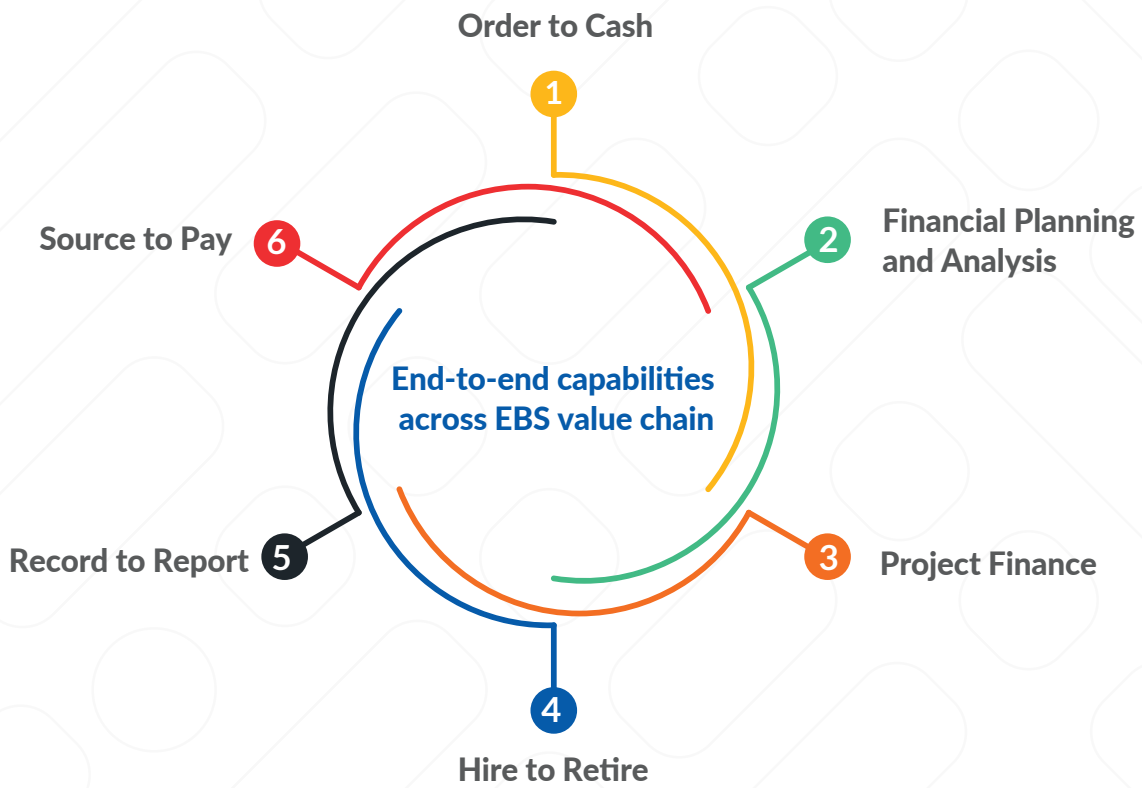 Order to Cash
1
2
Financial Planning
and Analysis
3
Project Finance
4
Hire to Retire
5
Record to Report
6
Source to Pay
End-to-end capabilities
across EBS value chain